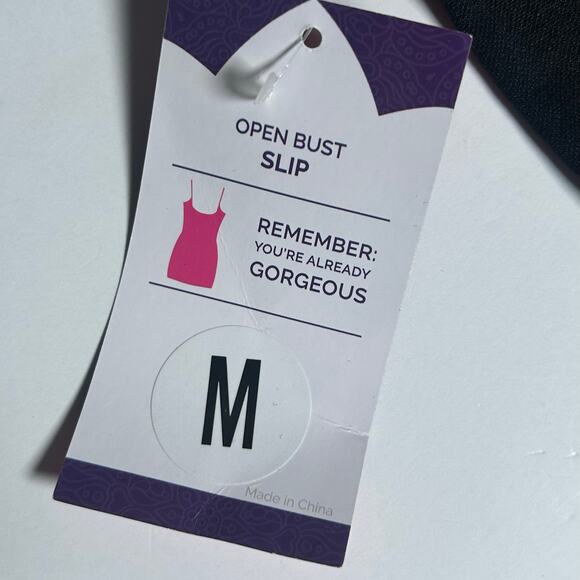 OPEN BUST
SLIP
REMEMBER:
YOU'RE ALREADY
GORGEOUS
M
Made in China